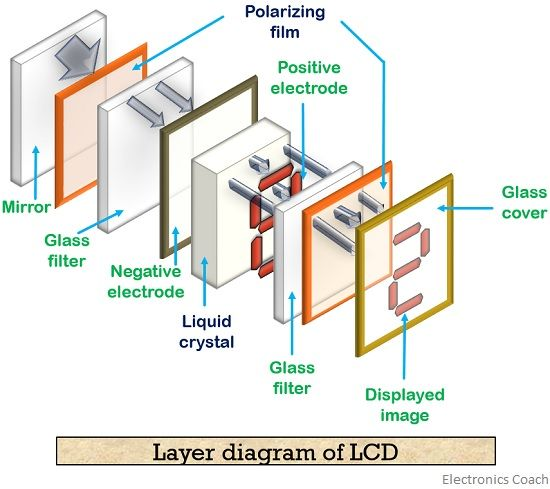 Polarizing
film
Positive
electrode
Mirror
Glass
filter
Negative
electrode
Liquid
crystal
Glass
cover
Glass
filter
Displayed
image
Layer diagram of LCD
Electronics Coach